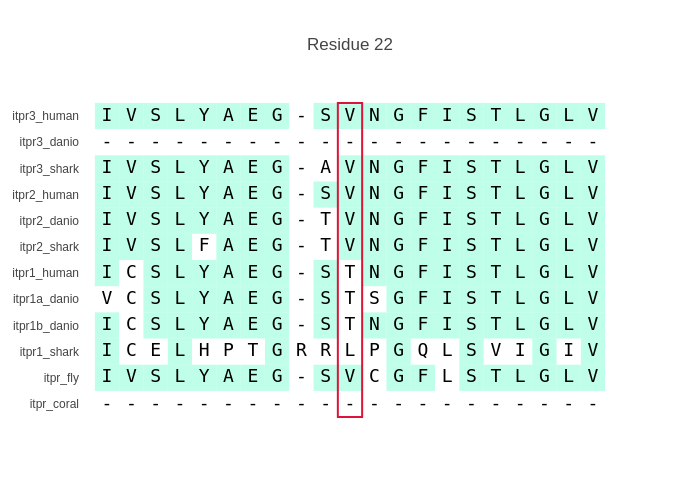 Residue 22
itpr3_human I V S L Y A E G - S V N G F I S T L G L V
itpr3_danio - - - - - - - - - - - - - - - - - - - - -
itpr3_shark I V S L Y A E G - A V N G F I S T L G L V
itpr2_human I V S L Y A E G - S V N G F I S T L G L V
itpr2_danio I V S L Y A E G - T V N G F I S T L G L V
itpr2_shark I V S L F A E G - T V N G F I S T L G L V
itpr1_human I C S L Y A E G - S T N G F I S T L G L V
itpr1a_danio V C S L Y A E G - S T S G F I S T L G L V
itpr1b_danio I C S L Y A E G - S T N G F I S T L G L V
itpr1_shark I C E L H P T G R R L P G Q L S V I G I V
itpr_fly I V S L Y A E G - S V C G F L S T L G L V
itpr_coral - - - - - - - - - - - - - - - - - - - - -